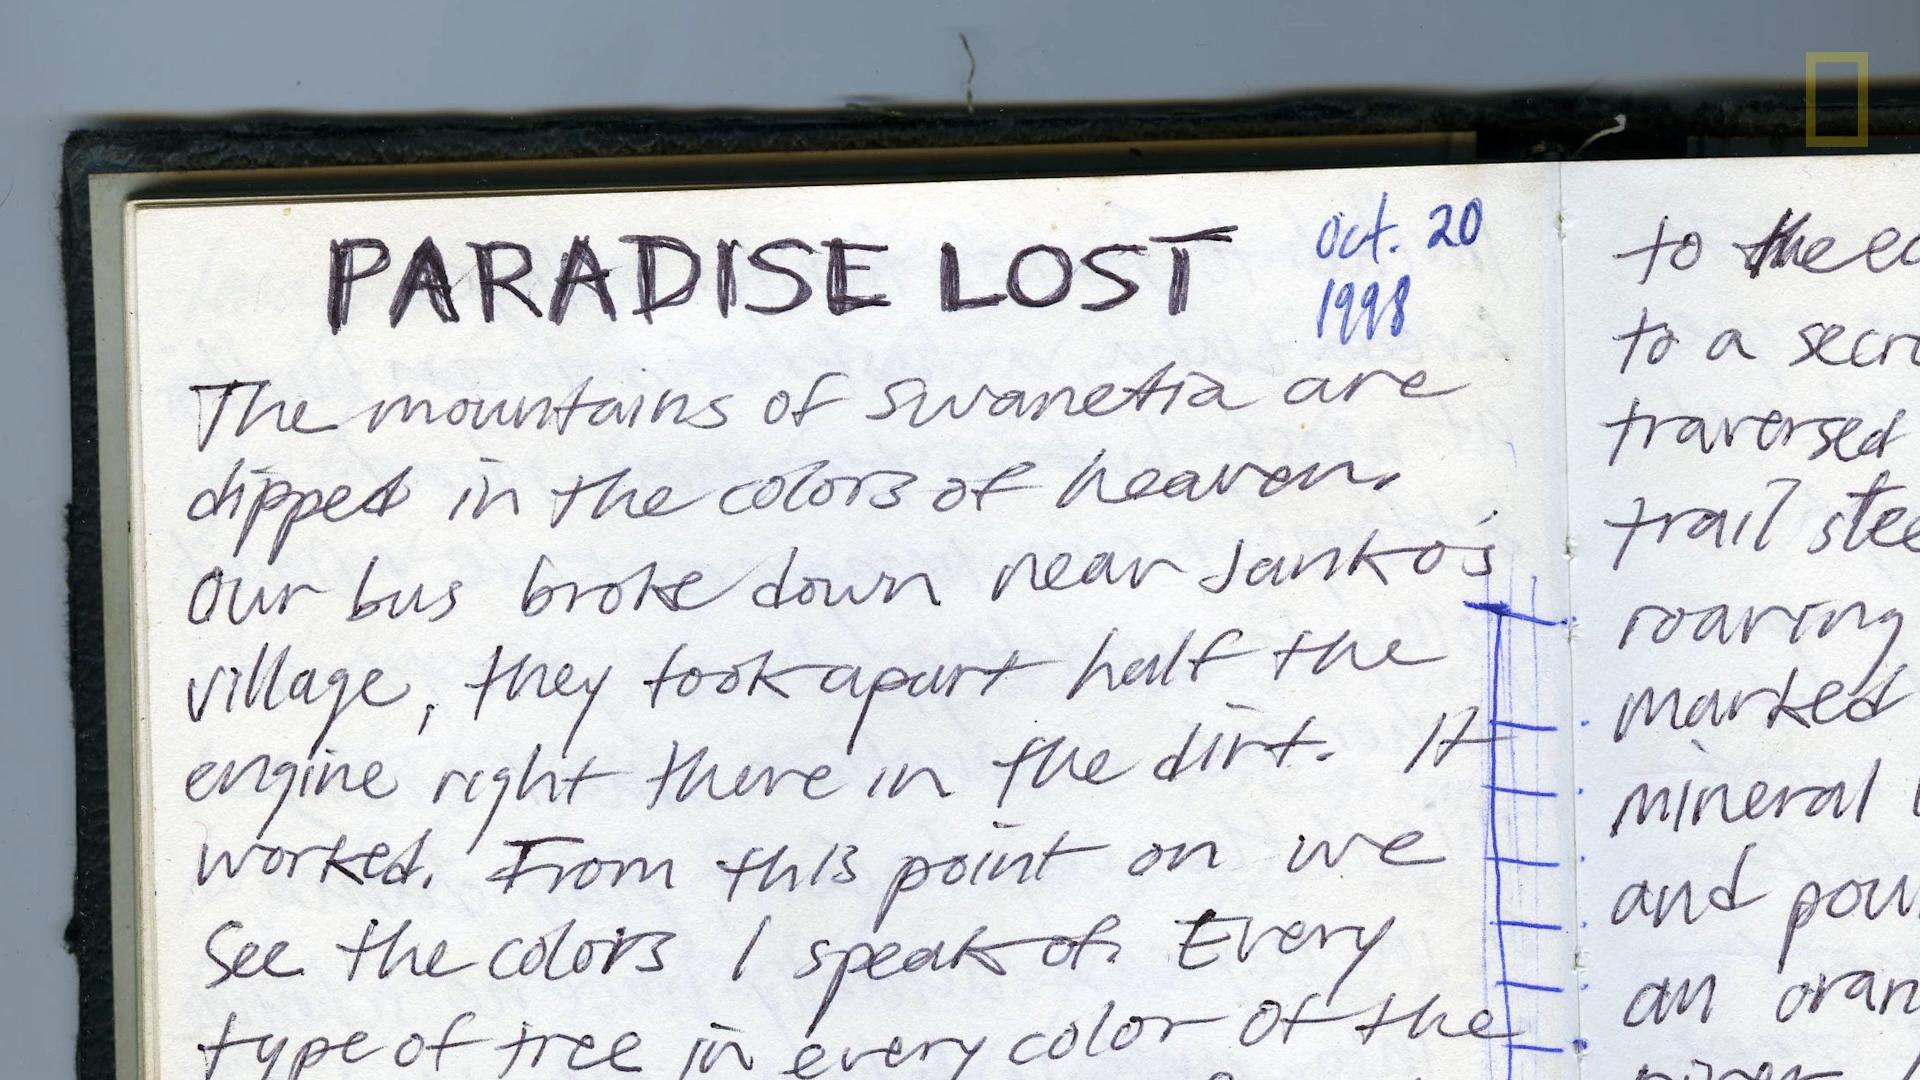 PARADISE LOST
Oct. 20
1998
The mountains of Svanetia are
dipped in the colors of heaven.
Our bus broke down near Janko's
village, they took apart half the
engine right there in the dirt. It
worked. From this point on we
see the colors I speak of. Every
type of tree in every color of the
to the
to a
traversed
trail
roaring
marked
mineral
and
an